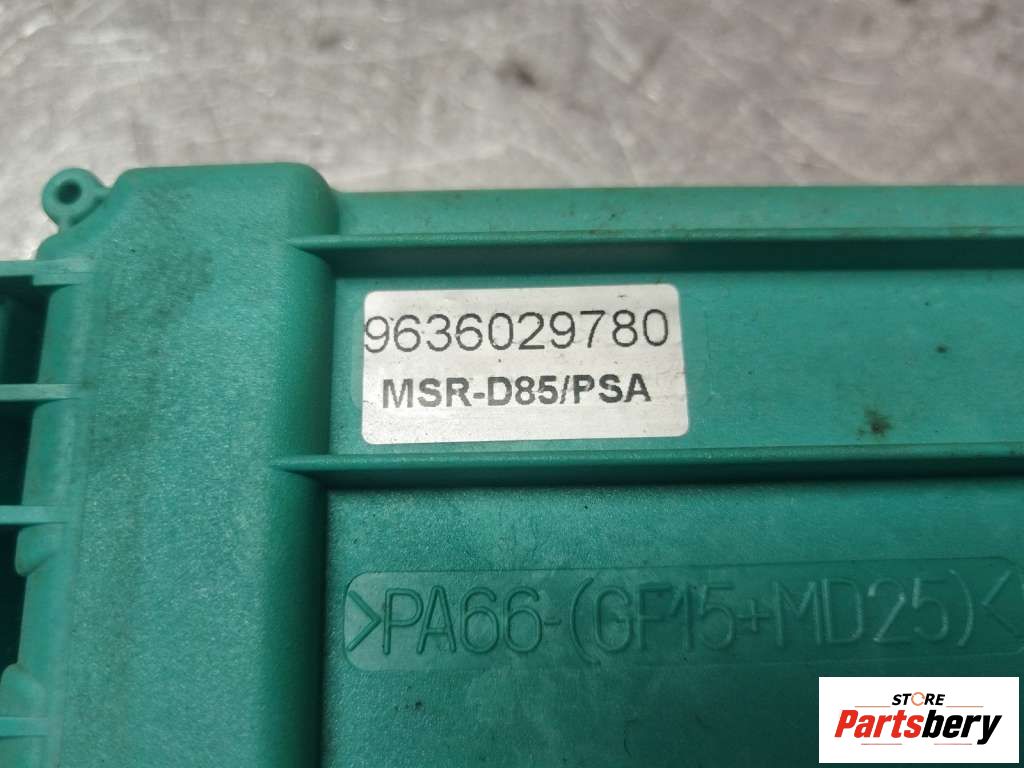 9636029780
MSR-D85/PSA
>PA66-(GF15+MD25)<
STORE
Partsbery